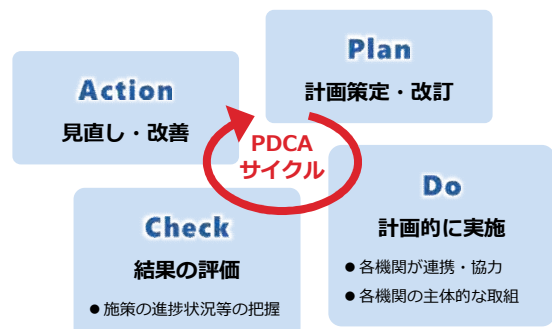 Plan
計画策定・改訂
Action
見直し・改善
PDCA
サイクル
Do
計画的に実施
●各機関が連携・協力
●各機関の主体的な取組
Check
結果の評価
●施策の進捗状況等の把握